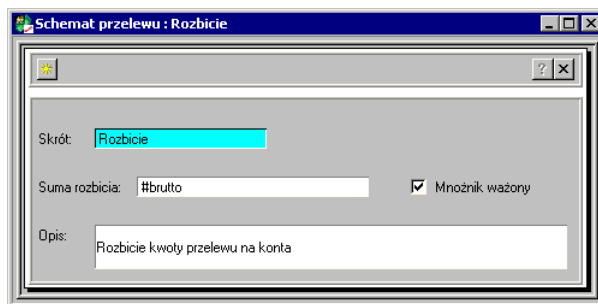 Schemat przelewu : Rozbicie
?
Skrót: Rozbicie
Suma rozbicia: #brutto Mnożnik ważony
Opis: Rozbicie kwoty przelewu na konta